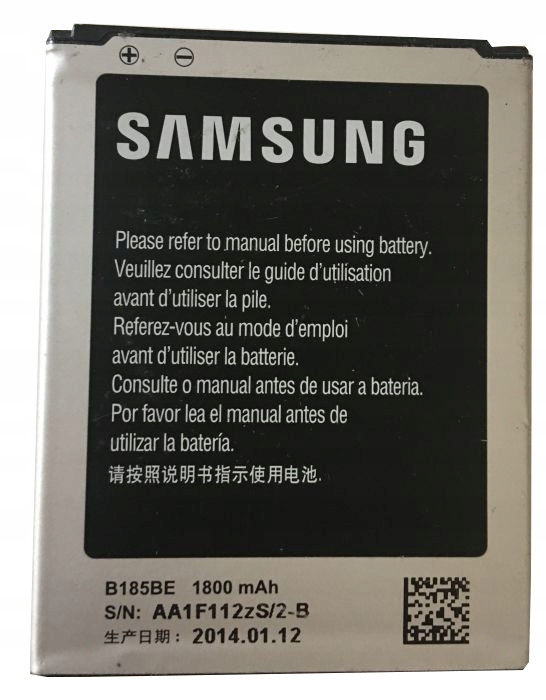 + -
SAMSUNG
Please refer to manual before using battery.
Veuillez consulter le guide d'utilisation
avant d'utiliser la pile.
Referez-vous au mode d'emploi
avant d'utiliser la batterie.
Consulte o manual antes de usar a bateria.
Por favor lea el manual antes de
utilizar la batería.
请按照说明书指示使用电池.
B185BE 1800 mAh
S/N: AA1F112zS/2-B
生产日期: 2014.01.12